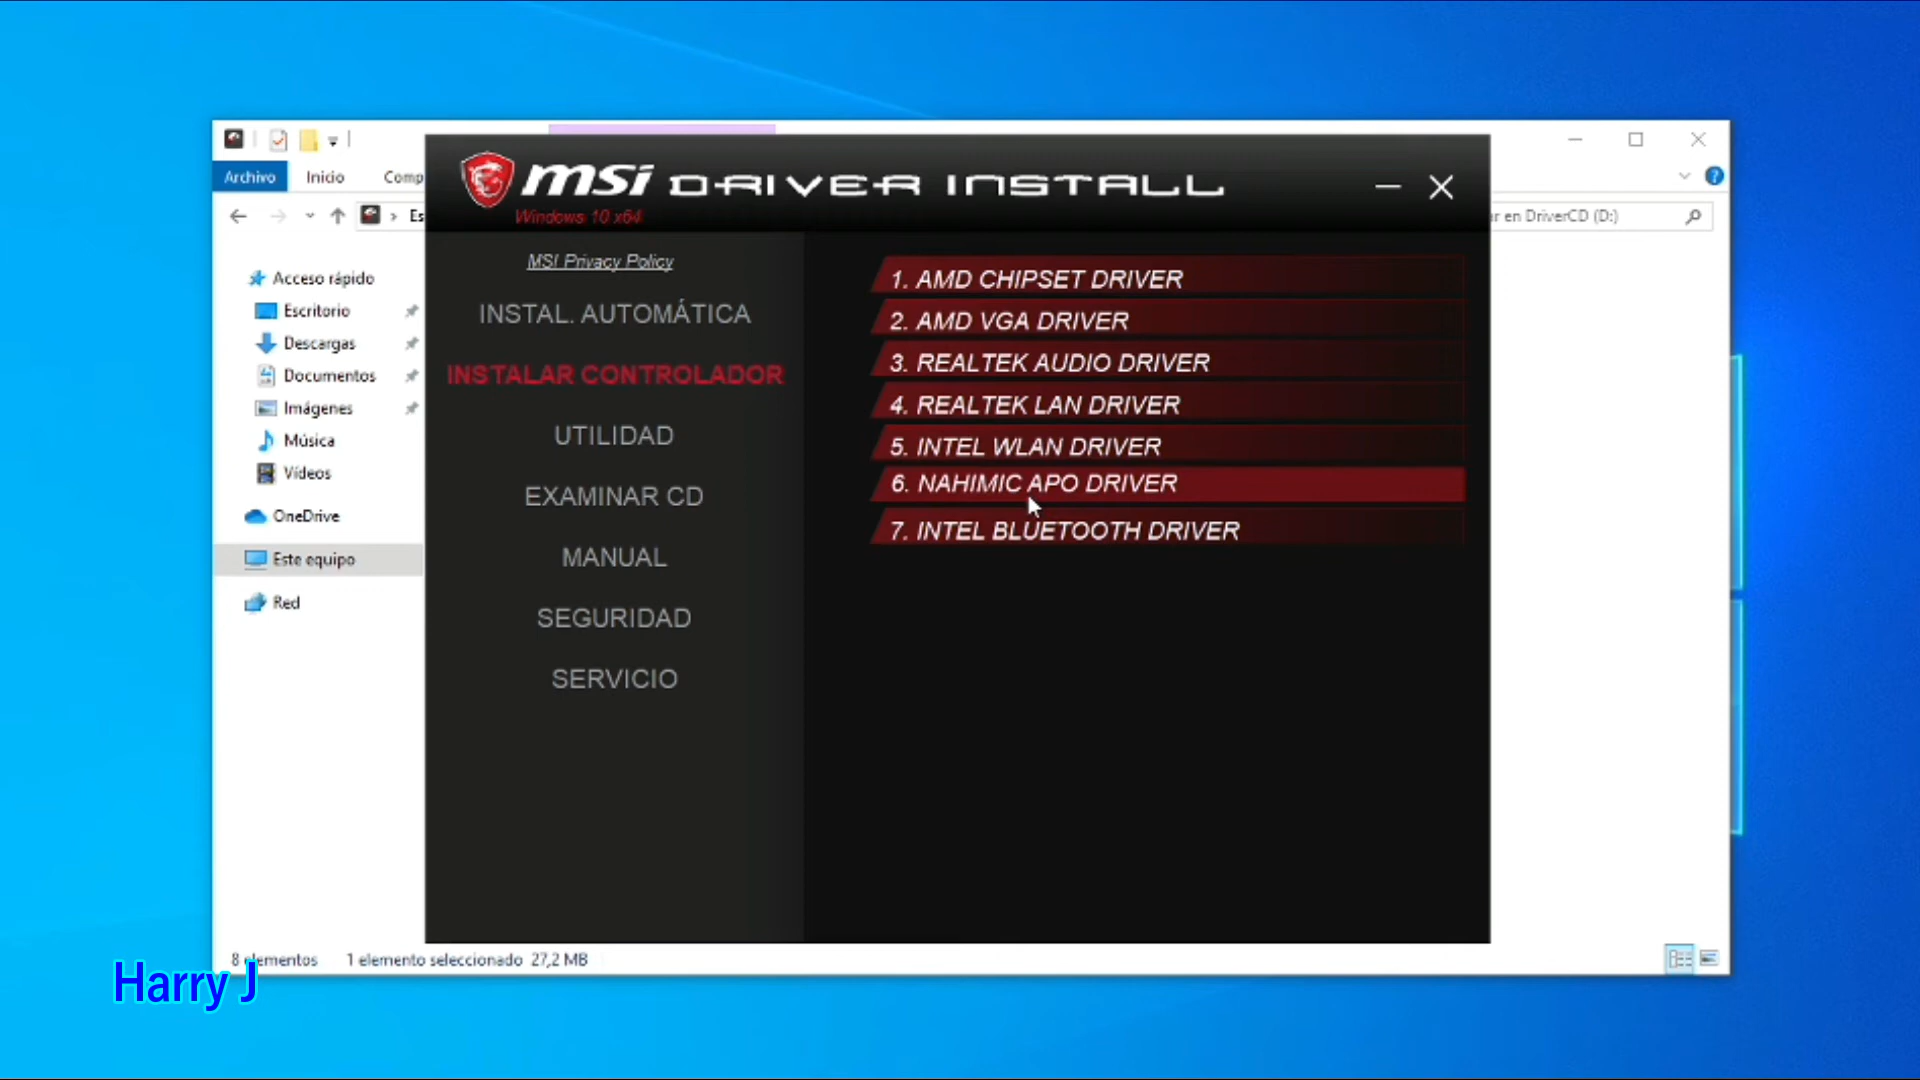 Archivo
Inicio
Comp
Es
r en DriverCD (D:)
Acceso rápido
Escritorio
Descargas
Documentos
Imágenes
Música
Vídeos
OneDrive
Este equipo
Red
8 elementos
1 elemento seleccionado 27,2 MB
msi DRIVER INSTALL
Windows 10 x64
MSI Privacy Policy
INSTAL. AUTOMÁTICA
INSTALAR CONTROLADOR
UTILIDAD
EXAMINAR CD
MANUAL
SEGURIDAD
SERVICIO
1. AMD CHIPSET DRIVER
2. AMD VGA DRIVER
3. REALTEK AUDIO DRIVER
4. REALTEK LAN DRIVER
5. INTEL WLAN DRIVER
6. NAHIMIC APO DRIVER
7. INTEL BLUETOOTH DRIVER
Harry J